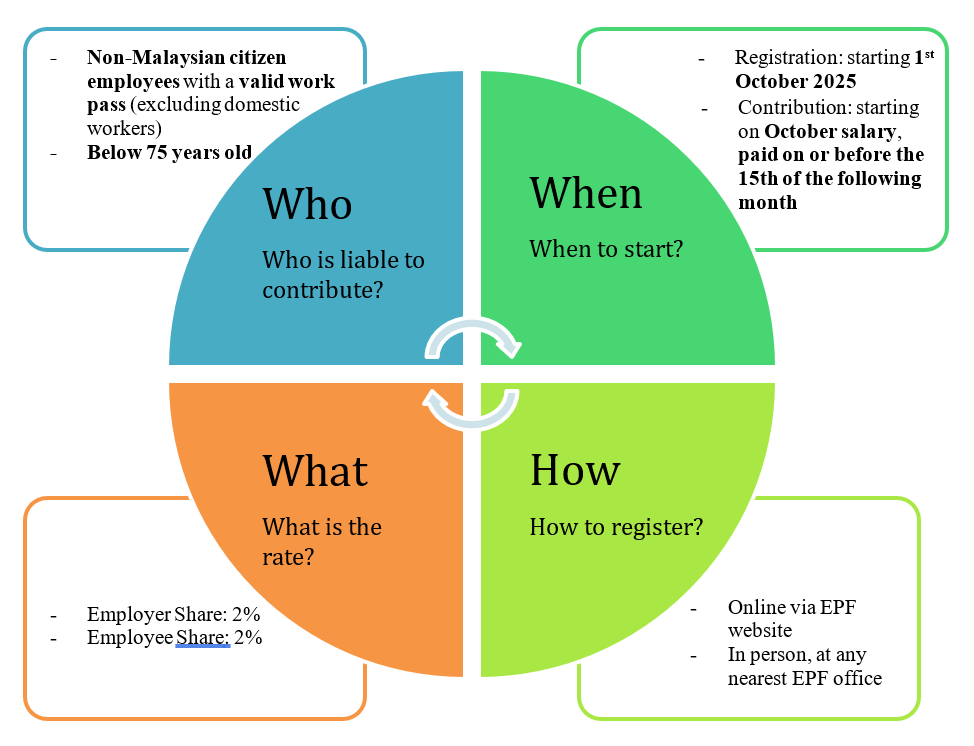 - Non-Malaysian citizen
employees with a valid work
pass (excluding domestic
workers)
- Below 75 years old
Who
Who is liable to
contribute?
- Registration: starting 1st
October 2025
- Contribution: starting
on October salary,
paid on or before the
15th of the following
month
When
When to start?
What
What is the
rate?
- Employer Share: 2%
- Employee Share: 2%
How
How to register?
- Online via EPF
website
- In person, at any
nearest EPF office